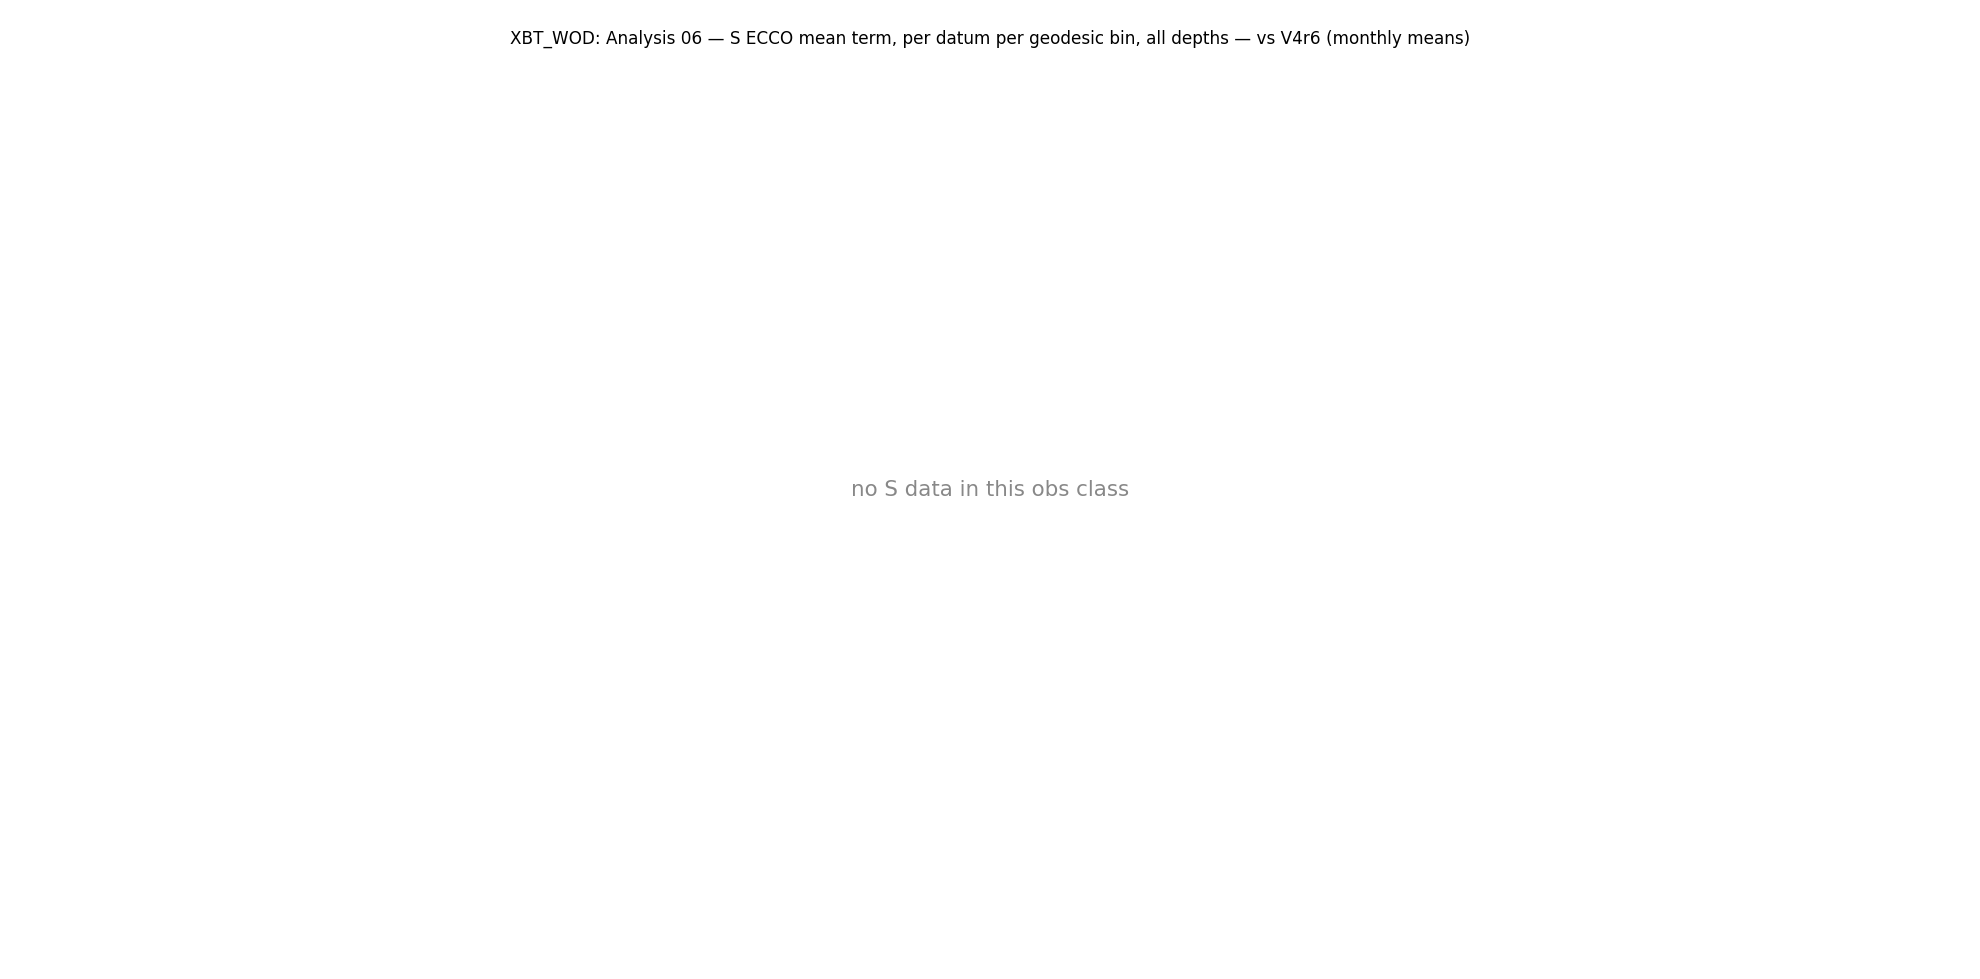 XBT_WOD: Analysis 06 — S ECCO mean term, per datum per geodesic bin, all depths — vs V4r6 (monthly means)
no S data in this obs class